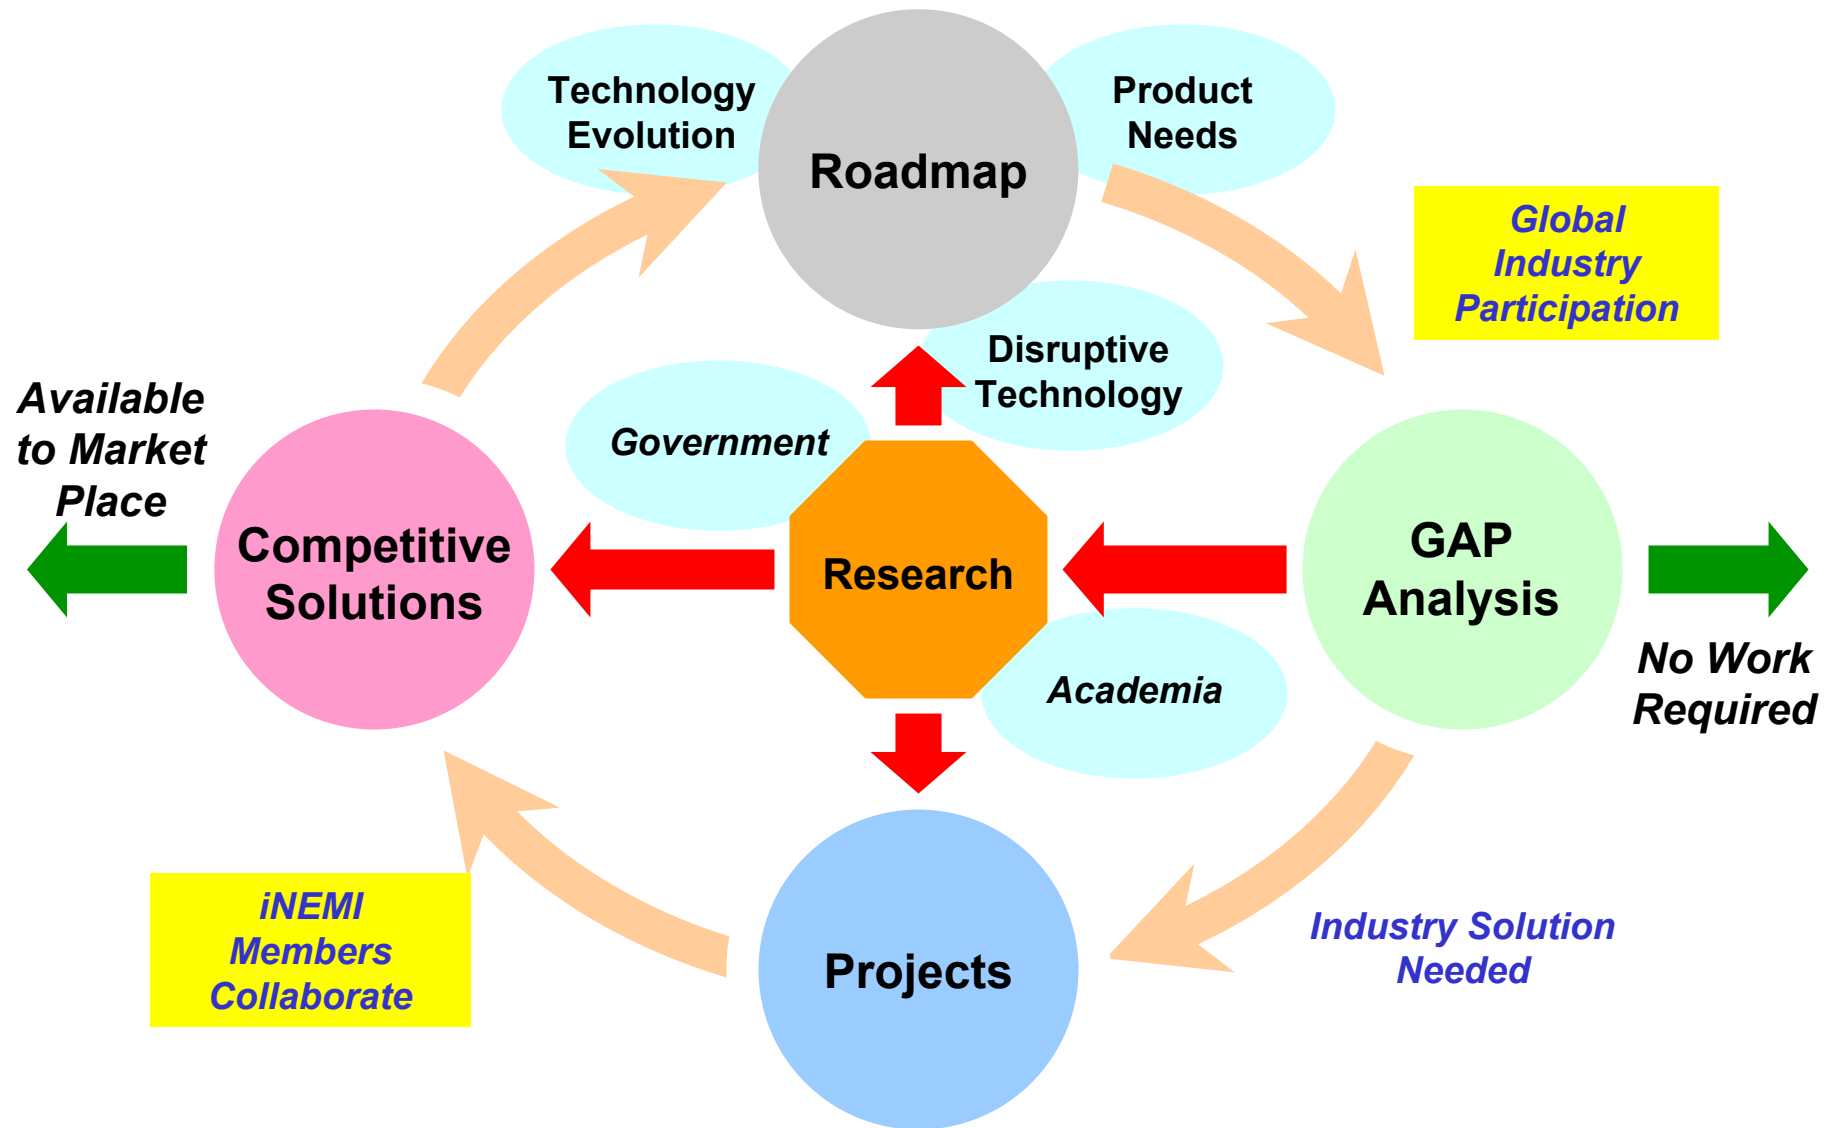 Technology
Evolution
Roadmap
Product
Needs
Global
Industry
Participation
Disruptive
Technology
Government
Available
to Market
Place
Competitive
Solutions
Research
GAP
Analysis
No Work
Required
Academia
iNEMI
Members
Collaborate
Projects
Industry Solution
Needed